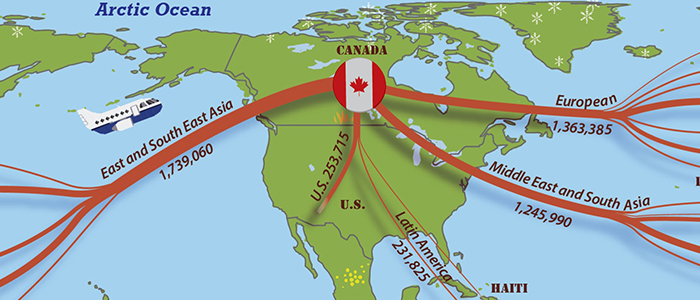 Arctic Ocean
CANADA
East and South East Asia
1,739,060
European
1,363,385
U.S. 253,715
U.S.
Middle East and South Asia
1,245,990
Latin America
231,825
HAITI